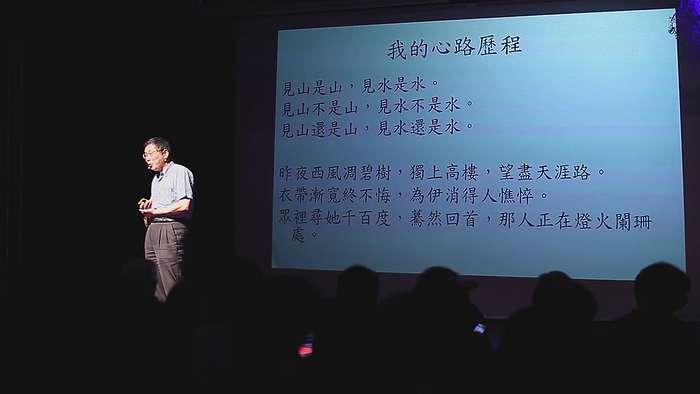 我的心路歷程
見山是山，見水是水。
見山不是山，見水不是水。
見山還是山，見水還是水。
昨夜西風凋碧樹，獨上高樓，望盡天涯路。
衣帶漸寬終不悔，為伊消得人憔悴。
眾裡尋她千百度，驀然回首，那人正在燈火闌珊
處。